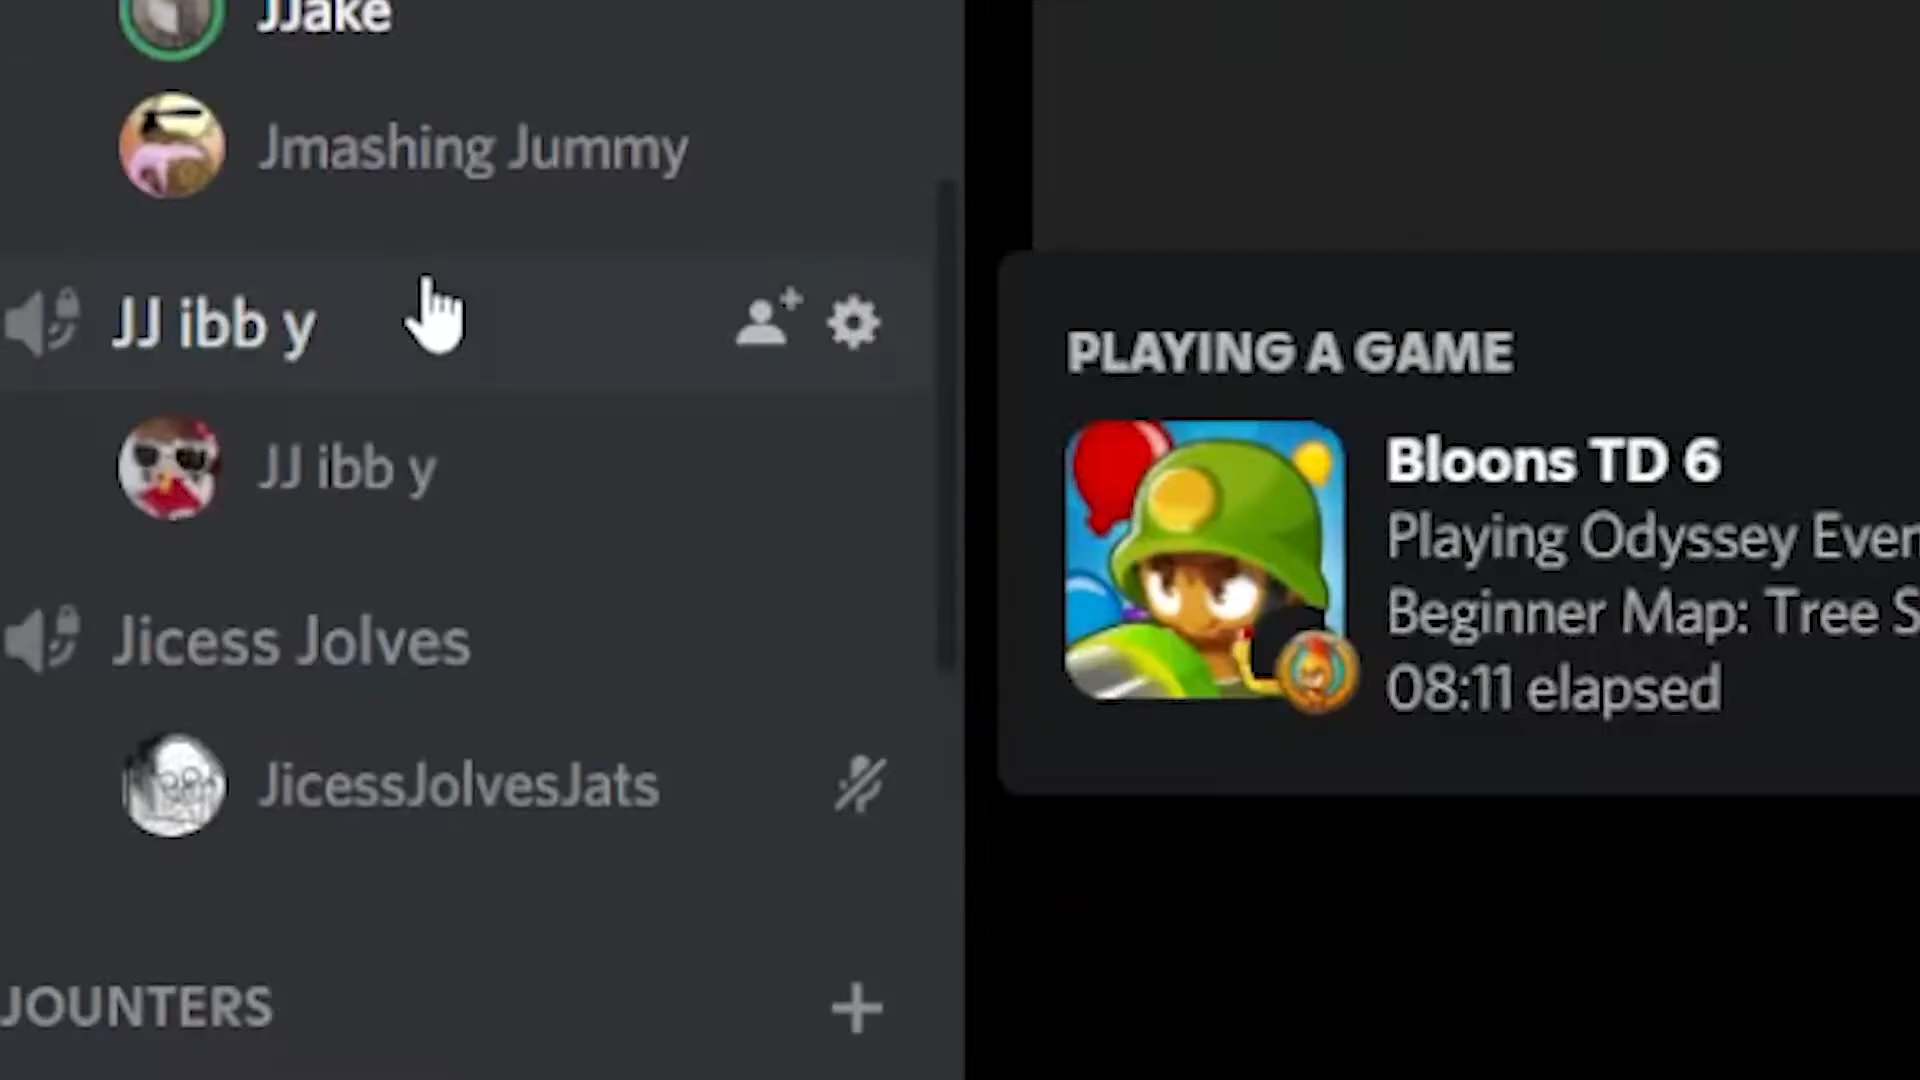 JJake
Jmashing Jummy
JJ ibb y
JJ ibb y
Jicess Jolves
JicessJolvesJats
JOUNTERS
PLAYING A GAME
Bloons TD 6
Playing Odyssey
Beginner Map: Tree
08:11 elapsed